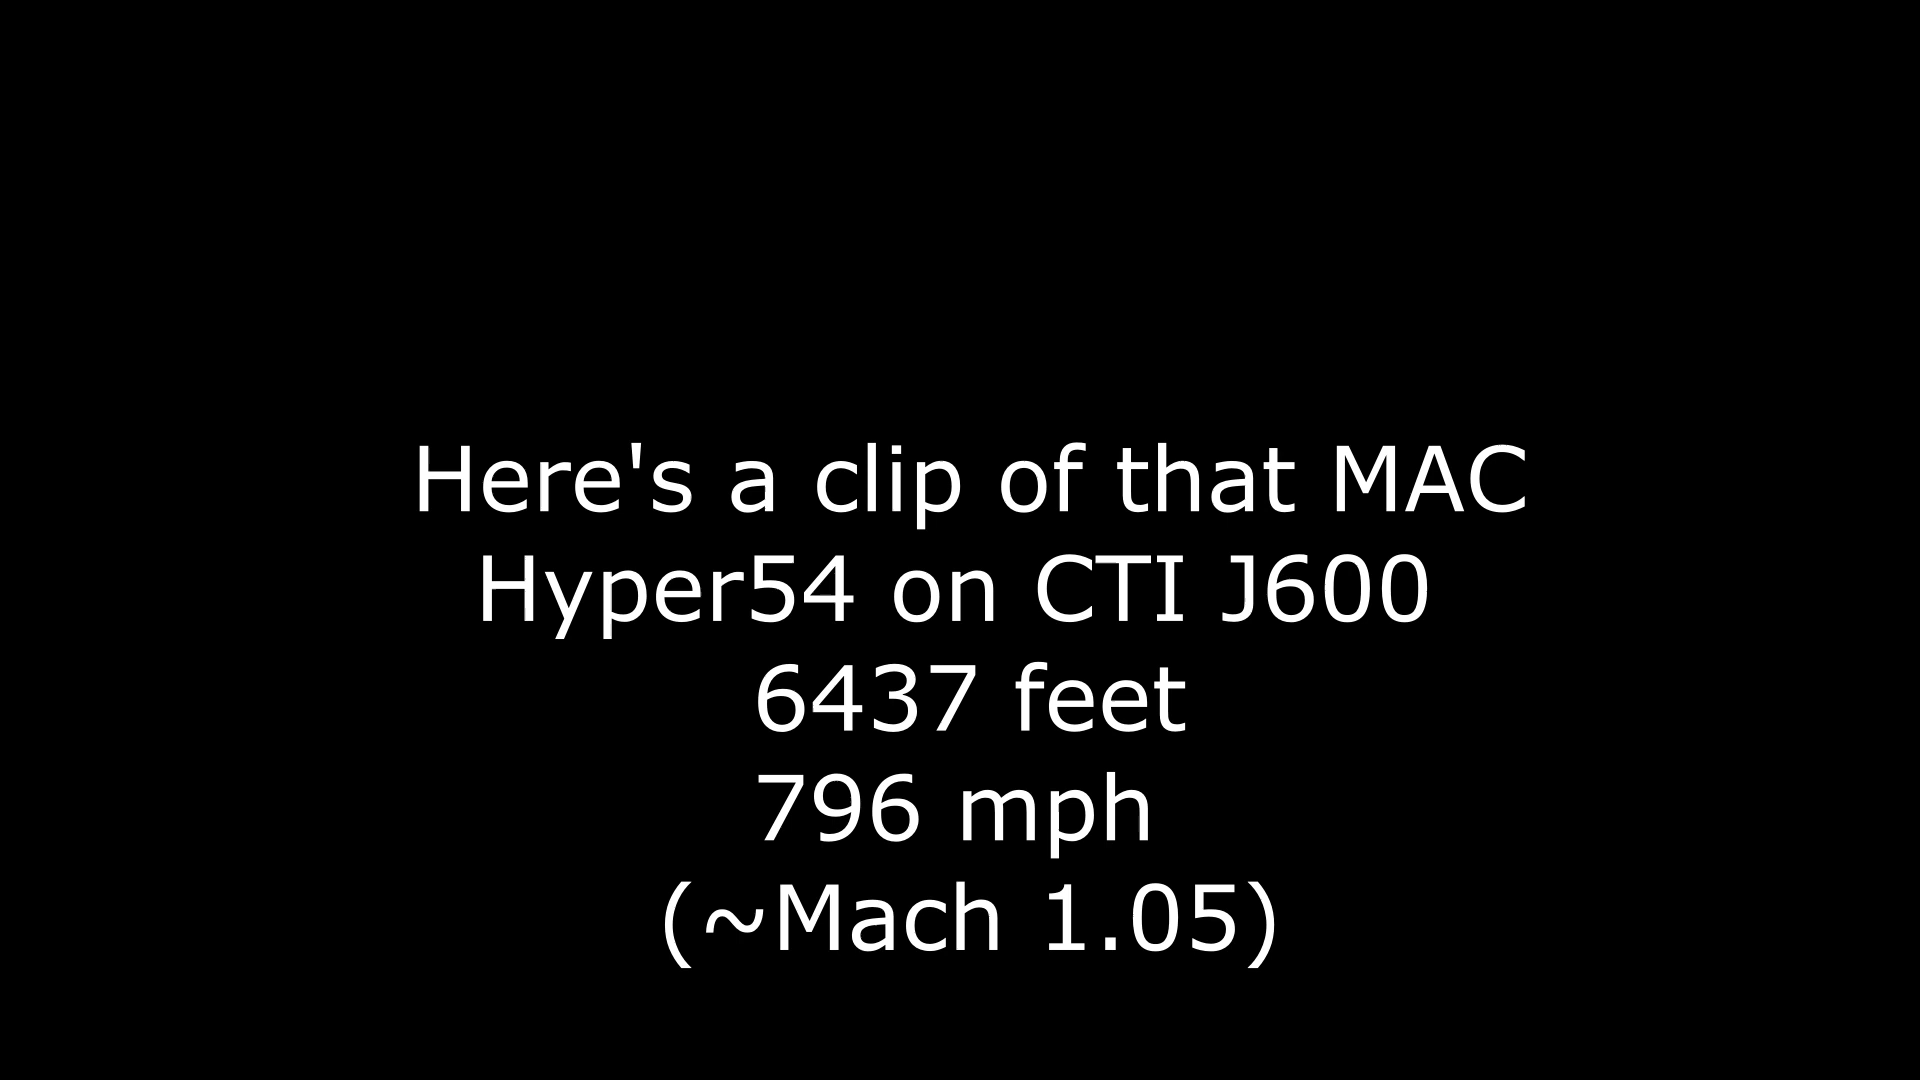 Here's a clip of that MAC
Hyper54 on CTI J600
6437 feet
796 mph
(~Mach 1.05)